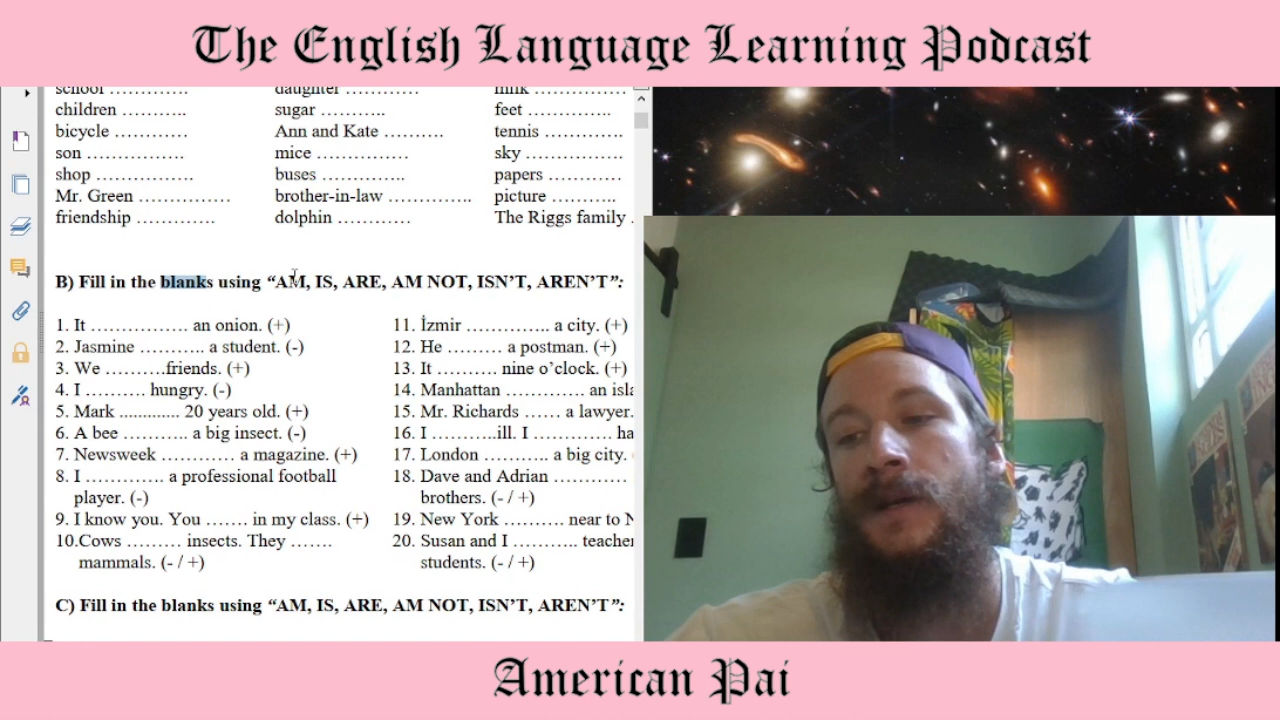 The English Language Learning Podcast
school …………. daughter ………… milk ……………
children ……….. sugar ……….. feet …………..
bicycle ………… Ann and Kate ………. tennis ………….
son ……………. mice …………… sky …………..
shop …………… buses ………….. papers …………
Mr. Green …………… brother-in-law ………….. picture ………..
friendship …………. dolphin ………… The Riggs family .
B) Fill in the blanks using “AM, IS, ARE, AM NOT, ISN’T, AREN’T”:
1. It ……………. an onion. (+)
2. Jasmine ……….. a student. (-)
3. We ……….friends. (+)
4. I ………. hungry. (-)
5. Mark ............. 20 years old. (+)
6. A bee ……….. a big insect. (-)
7. Newsweek ………… a magazine. (+)
8. I …………. a professional football
player. (-)
9. I know you. You ……. in my class. (+)
10.Cows ……… insects. They …….
mammals. (- / +)
11. İzmir ………….. a city. (+)
12. He ……… a postman. (+)
13. It ………. nine o’clock. (+)
14. Manhattan …………. an isla
15. Mr. Richards …… a lawyer.
16. I ……….ill. I ………… ha
17. London ……….. a big city.
18. Dave and Adrian …………
brothers. (- / +)
19. New York ………. near to N
20. Susan and I ……….. teacher
students. (- / +)
C) Fill in the blanks using “AM, IS, ARE, AM NOT, ISN’T, AREN’T”:
American Pai